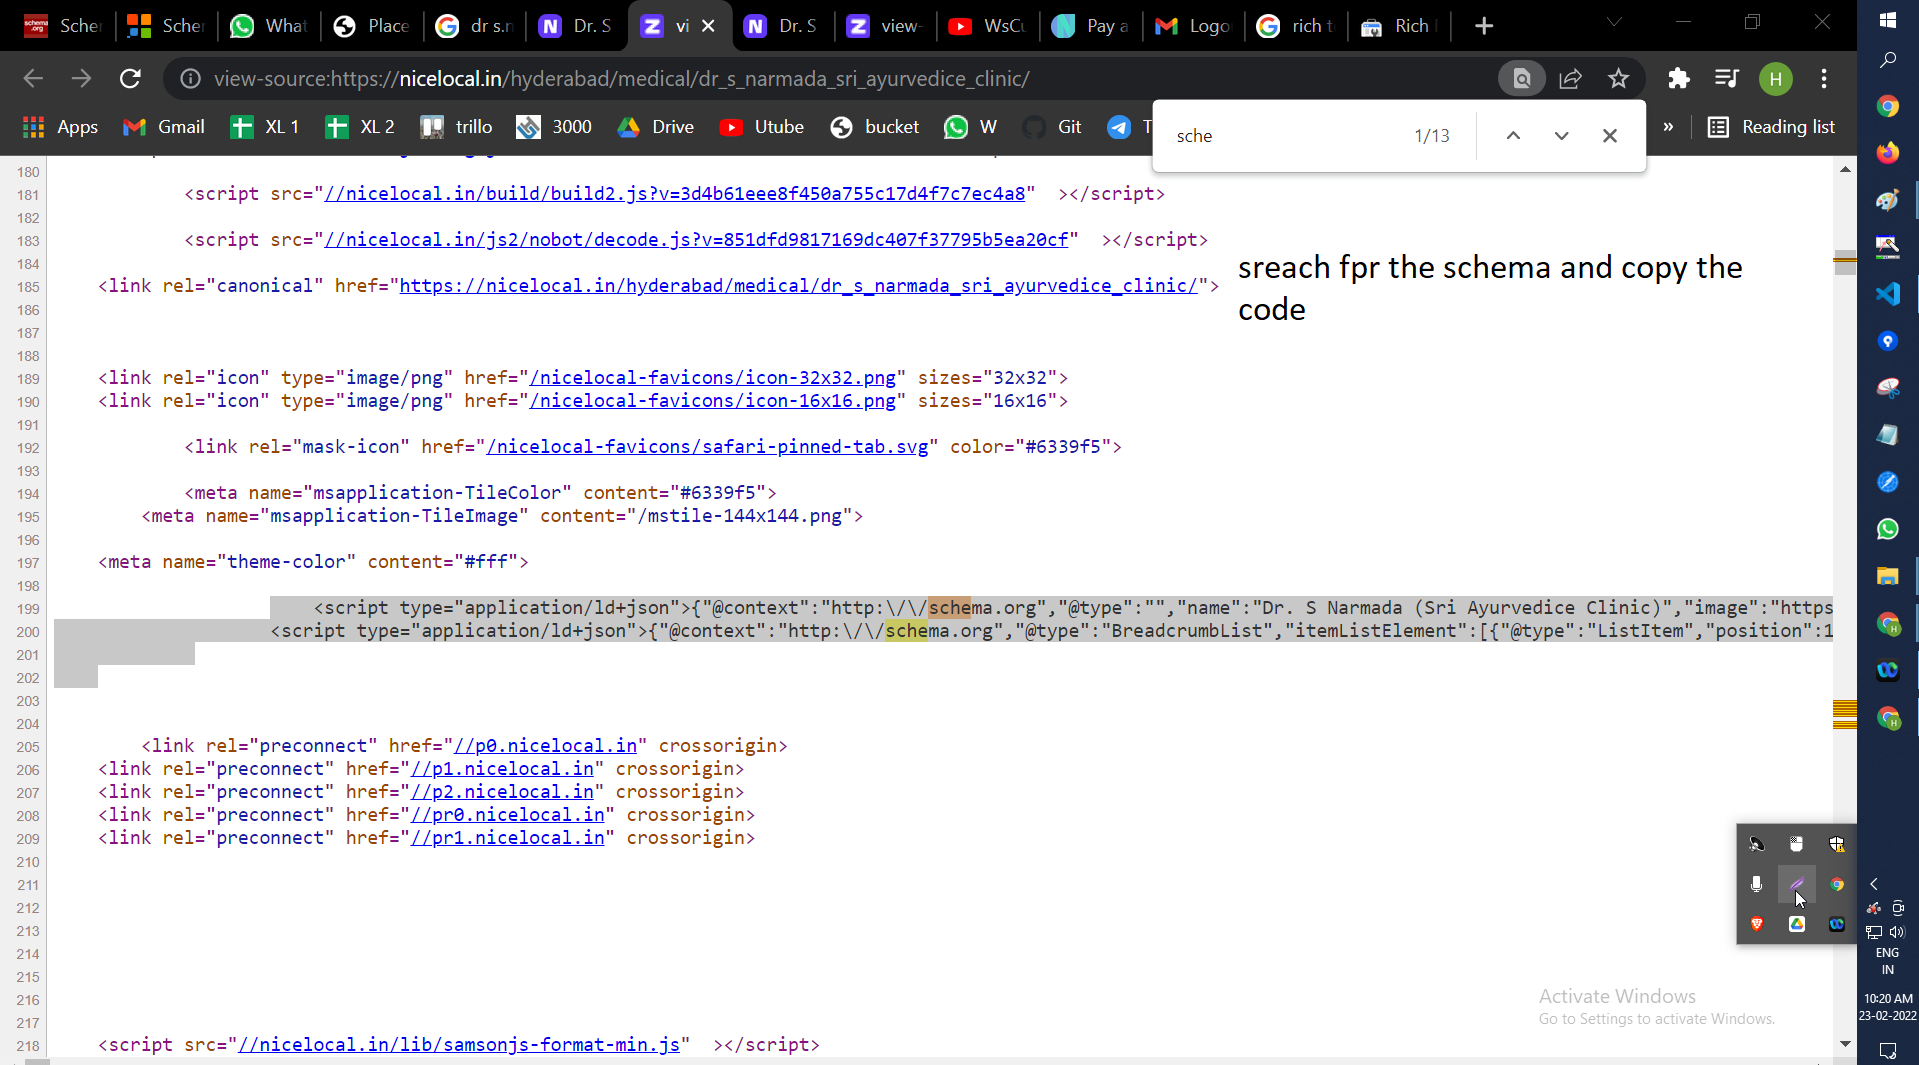 Scher
Scher
What
Place
dr s.n
Dr. S
vi
Dr. S
view-
WsCu
Pay a
Logo
rich t
Rich
view-source:https://nicelocal.in/hyderabad/medical/dr_s_narmada_sri_ayurvedice_clinic/
H
Apps
Gmail
XL 1
XL 2
trillo
3000
Drive
Utube
bucket
W
Git
T
»
Reading list
sche
1/13
180
181 <script src="//nicelocal.in/build/build2.js?v=3d4b61eee8f450a755c17d4f7c7ec4a8" ></script>
182
183 <script src="//nicelocal.in/js2/nobot/decode.js?v=851dfd9817169dc407f37795b5ea20cf" ></script>
184
185 <link rel="canonical" href="https://nicelocal.in/hyderabad/medical/dr_s_narmada_sri_ayurvedice_clinic/">
sreach fpr the schema and copy the
code
186
187
188
189 <link rel="icon" type="image/png" href="/nicelocal-favicons/icon-32x32.png" sizes="32x32">
190 <link rel="icon" type="image/png" href="/nicelocal-favicons/icon-16x16.png" sizes="16x16">
191
192 <link rel="mask-icon" href="/nicelocal-favicons/safari-pinned-tab.svg" color="#6339f5">
193
194 <meta name="msapplication-TileColor" content="#6339f5">
195 <meta name="msapplication-TileImage" content="/mstile-144x144.png">
196
197 <meta name="theme-color" content="#fff">
198
199 <script type="application/ld+json">{"@context":"http:\/\/schema.org","@type":"","name":"Dr. S Narmada (Sri Ayurvedice Clinic)","image":"https
200 <script type="application/ld+json">{"@context":"http:\/\/schema.org","@type":"BreadcrumbList","itemListElement":[{"@type":"ListItem","position":1
201
202
203
204
205 <link rel="preconnect" href="//p0.nicelocal.in" crossorigin>
206 <link rel="preconnect" href="//p1.nicelocal.in" crossorigin>
207 <link rel="preconnect" href="//p2.nicelocal.in" crossorigin>
208 <link rel="preconnect" href="//pr0.nicelocal.in" crossorigin>
209 <link rel="preconnect" href="//pr1.nicelocal.in" crossorigin>
210
211
212
213
214
215
216
217
218 <script src="//nicelocal.in/lib/samsonjs-format-min.js" ></script>
Activate Windows
Go to Settings to activate Windows.
ENG
IN
10:20 AM
23-02-2022